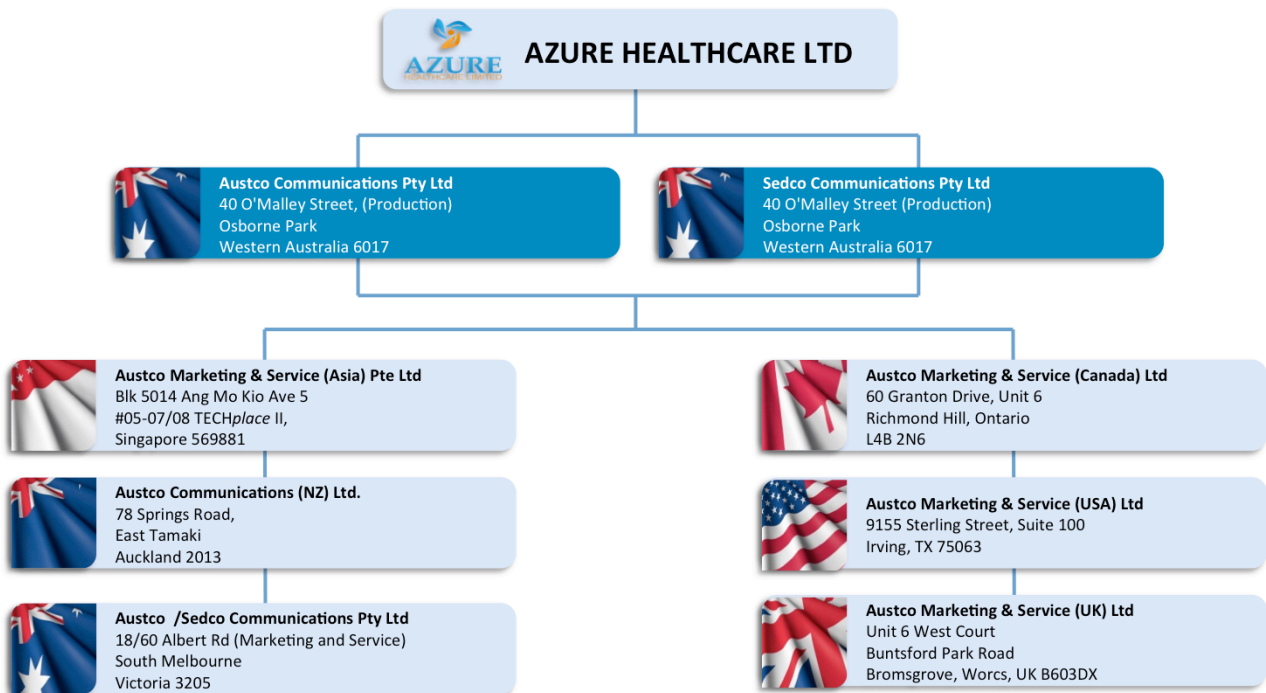 AZURE
HEALTHCARE LIMITED
AZURE HEALTHCARE LTD
Austco Communications Pty Ltd
40 O'Malley Street, (Production)
Osborne Park
Western Australia 6017
Sedco Communications Pty Ltd
40 O'Malley Street (Production)
Osborne Park
Western Australia 6017
Austco Marketing & Service (Asia) Pte Ltd
Blk 5014 Ang Mo Kio Ave 5
#05-07/08 TECHplace II,
Singapore 569881
Austco Communications (NZ) Ltd.
78 Springs Road,
East Tamaki
Auckland 2013
Austco  /Sedco Communications Pty Ltd
18/60 Albert Rd (Marketing and Service)
South Melbourne
Victoria 3205
Austco Marketing & Service (Canada) Ltd
60 Granton Drive, Unit 6
Richmond Hill, Ontario
L4B 2N6
Austco Marketing & Service (USA) Ltd
9155 Sterling Street, Suite 100
Irving, TX 75063
Austco Marketing & Service (UK) Ltd
Unit 6 West Court
Buntsford Park Road
Bromsgrove, Worcs, UK B603DX